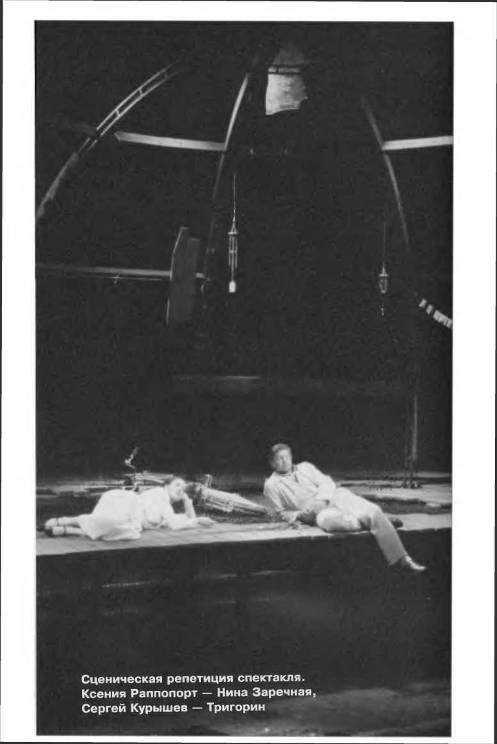 Сценическая репетиция спектакля.
Ксения Раппопорт — Нина Заречная,
Сергей Курышев — Тригорин